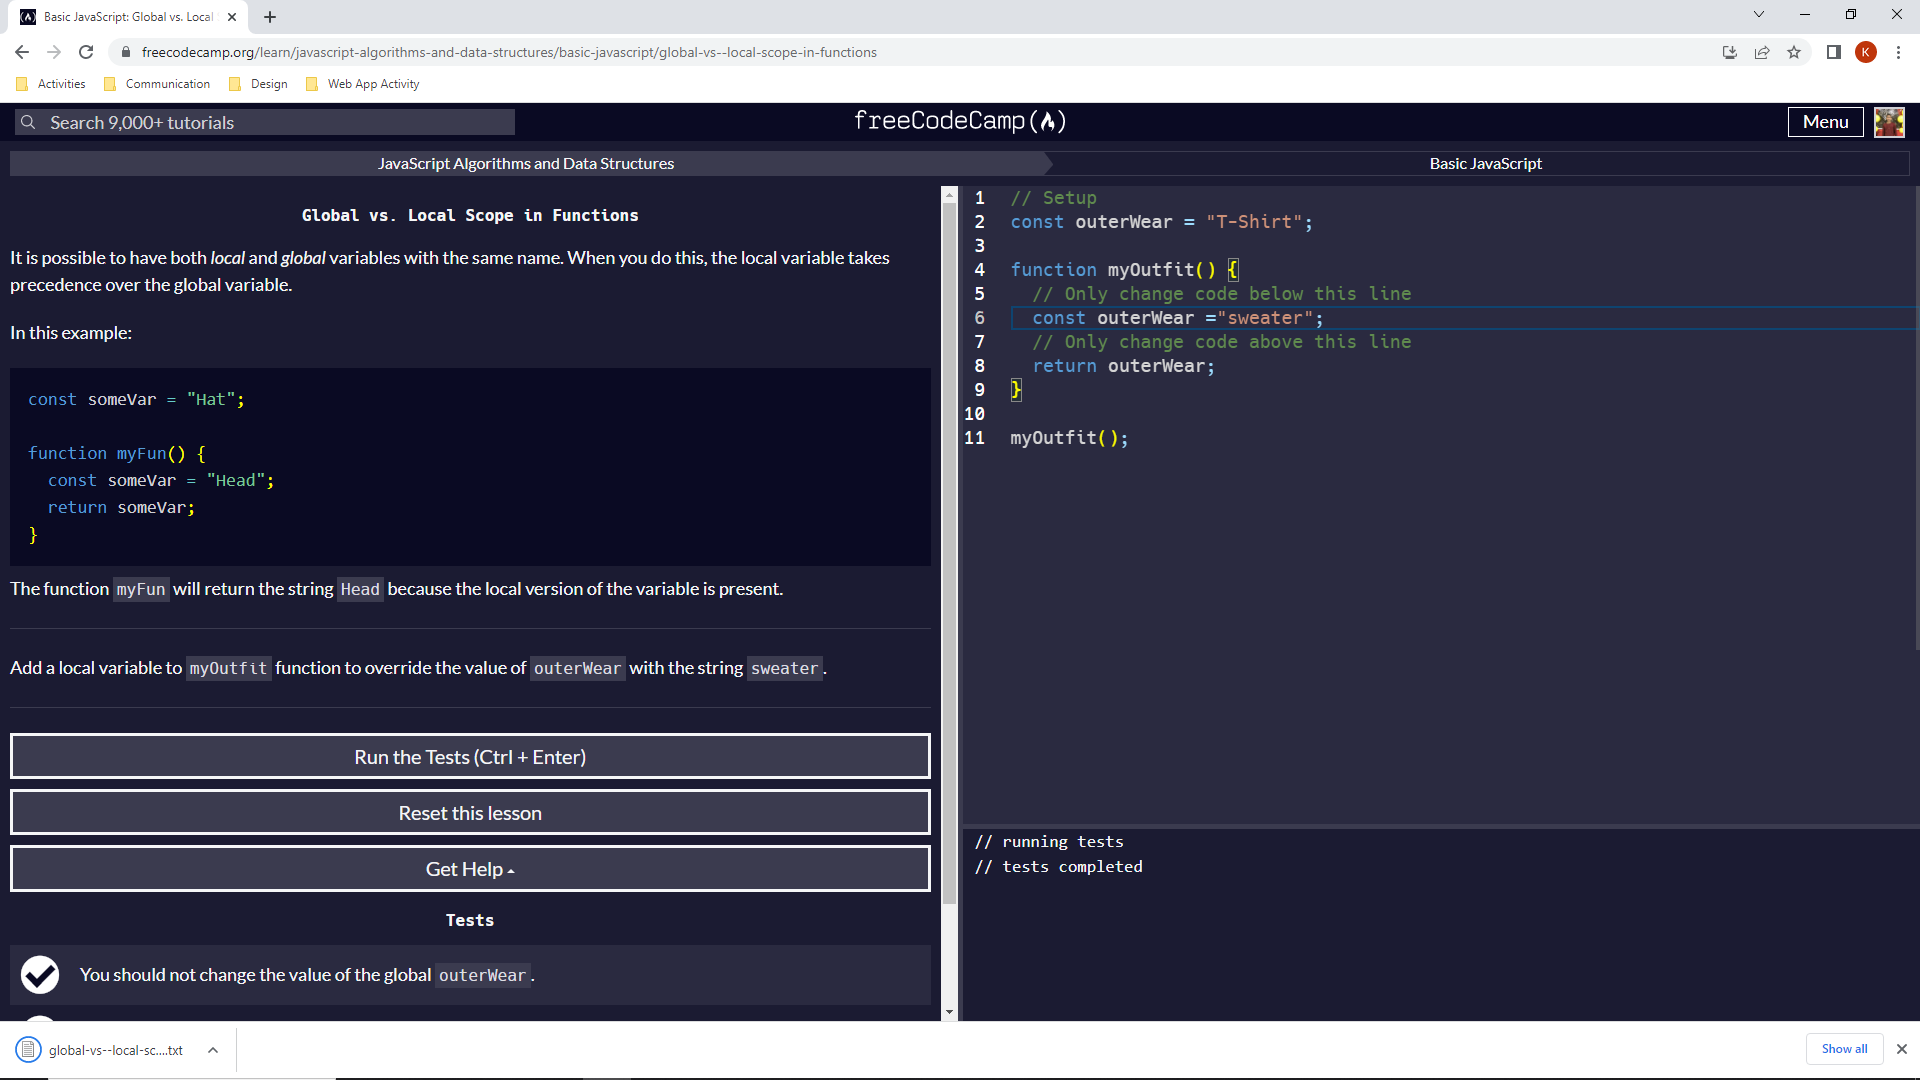 Basic JavaScript: Global vs. Local
freecodecamp.org/learn/javascript-algorithms-and-data-structures/basic-javascript/global-vs--local-scope-in-functions
K
Activities
Communication
Design
Web App Activity
Search 9,000+ tutorials
freeCodeCamp(🔥)
Menu
JavaScript Algorithms and Data Structures
Basic JavaScript
Global vs. Local Scope in Functions
It is possible to have both local and global variables with the same name. When you do this, the local variable takes
precedence over the global variable.
In this example:
const someVar = "Hat";
function myFun() {
  const someVar = "Head";
  return someVar;
}
The function myFun will return the string Head because the local version of the variable is present.
Add a local variable to myOutfit function to override the value of outerWear with the string sweater.
Run the Tests (Ctrl + Enter)
Reset this lesson
Get Help
Tests
You should not change the value of the global outerWear.
1 // Setup
2 const outerWear = "T-Shirt";
3
4 function myOutfit() {
5   // Only change code below this line
6   const outerWear ="sweater";
7   // Only change code above this line
8   return outerWear;
9 }
10
11 myOutfit();
// running tests
// tests completed
global-vs--local-sc....txt
Show all